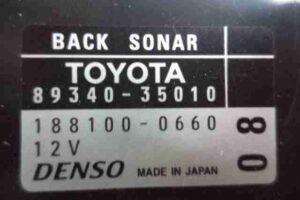 BACK SONAR
TOYOTA
89340-35010
188100-0660
12V
DENSO MADE IN JAPAN
08